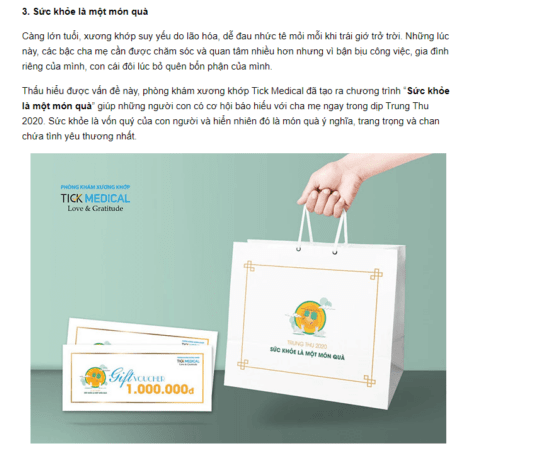 3. Sức khỏe là một món quà
Càng lớn tuổi, xương khớp suy yếu do lão hóa, dễ đau nhức tê mỏi mỗi khi trái gió trở trời. Những lúc
này, các bậc cha mẹ cần được chăm sóc và quan tâm nhiều hơn nhưng vì bận bịu công việc, gia đình
riêng của mình, con cái đôi lúc bỏ quên bổn phận của mình.
Thấu hiểu được vấn đề này, phòng khám xương khớp Tick Medical đã tạo ra chương trình "Sức khỏe
là một món quà" giúp những người con có cơ hội báo hiếu với cha mẹ ngay trong dịp Trung Thu
2020. Sức khỏe là vốn quý của con người và hiển nhiên đó là món quà ý nghĩa, trang trọng và chan
chứa tình yêu thương nhất.
PHÒNG KHÁM XƯƠNG KHỚP
TICK MEDICAL
Love & Gratitude
TRUNG THU 2020
SỨC KHỎE LÀ MỘT MÓN QUÀ
TICK MEDICAL
Gift VOUCHER
1.000.000đ